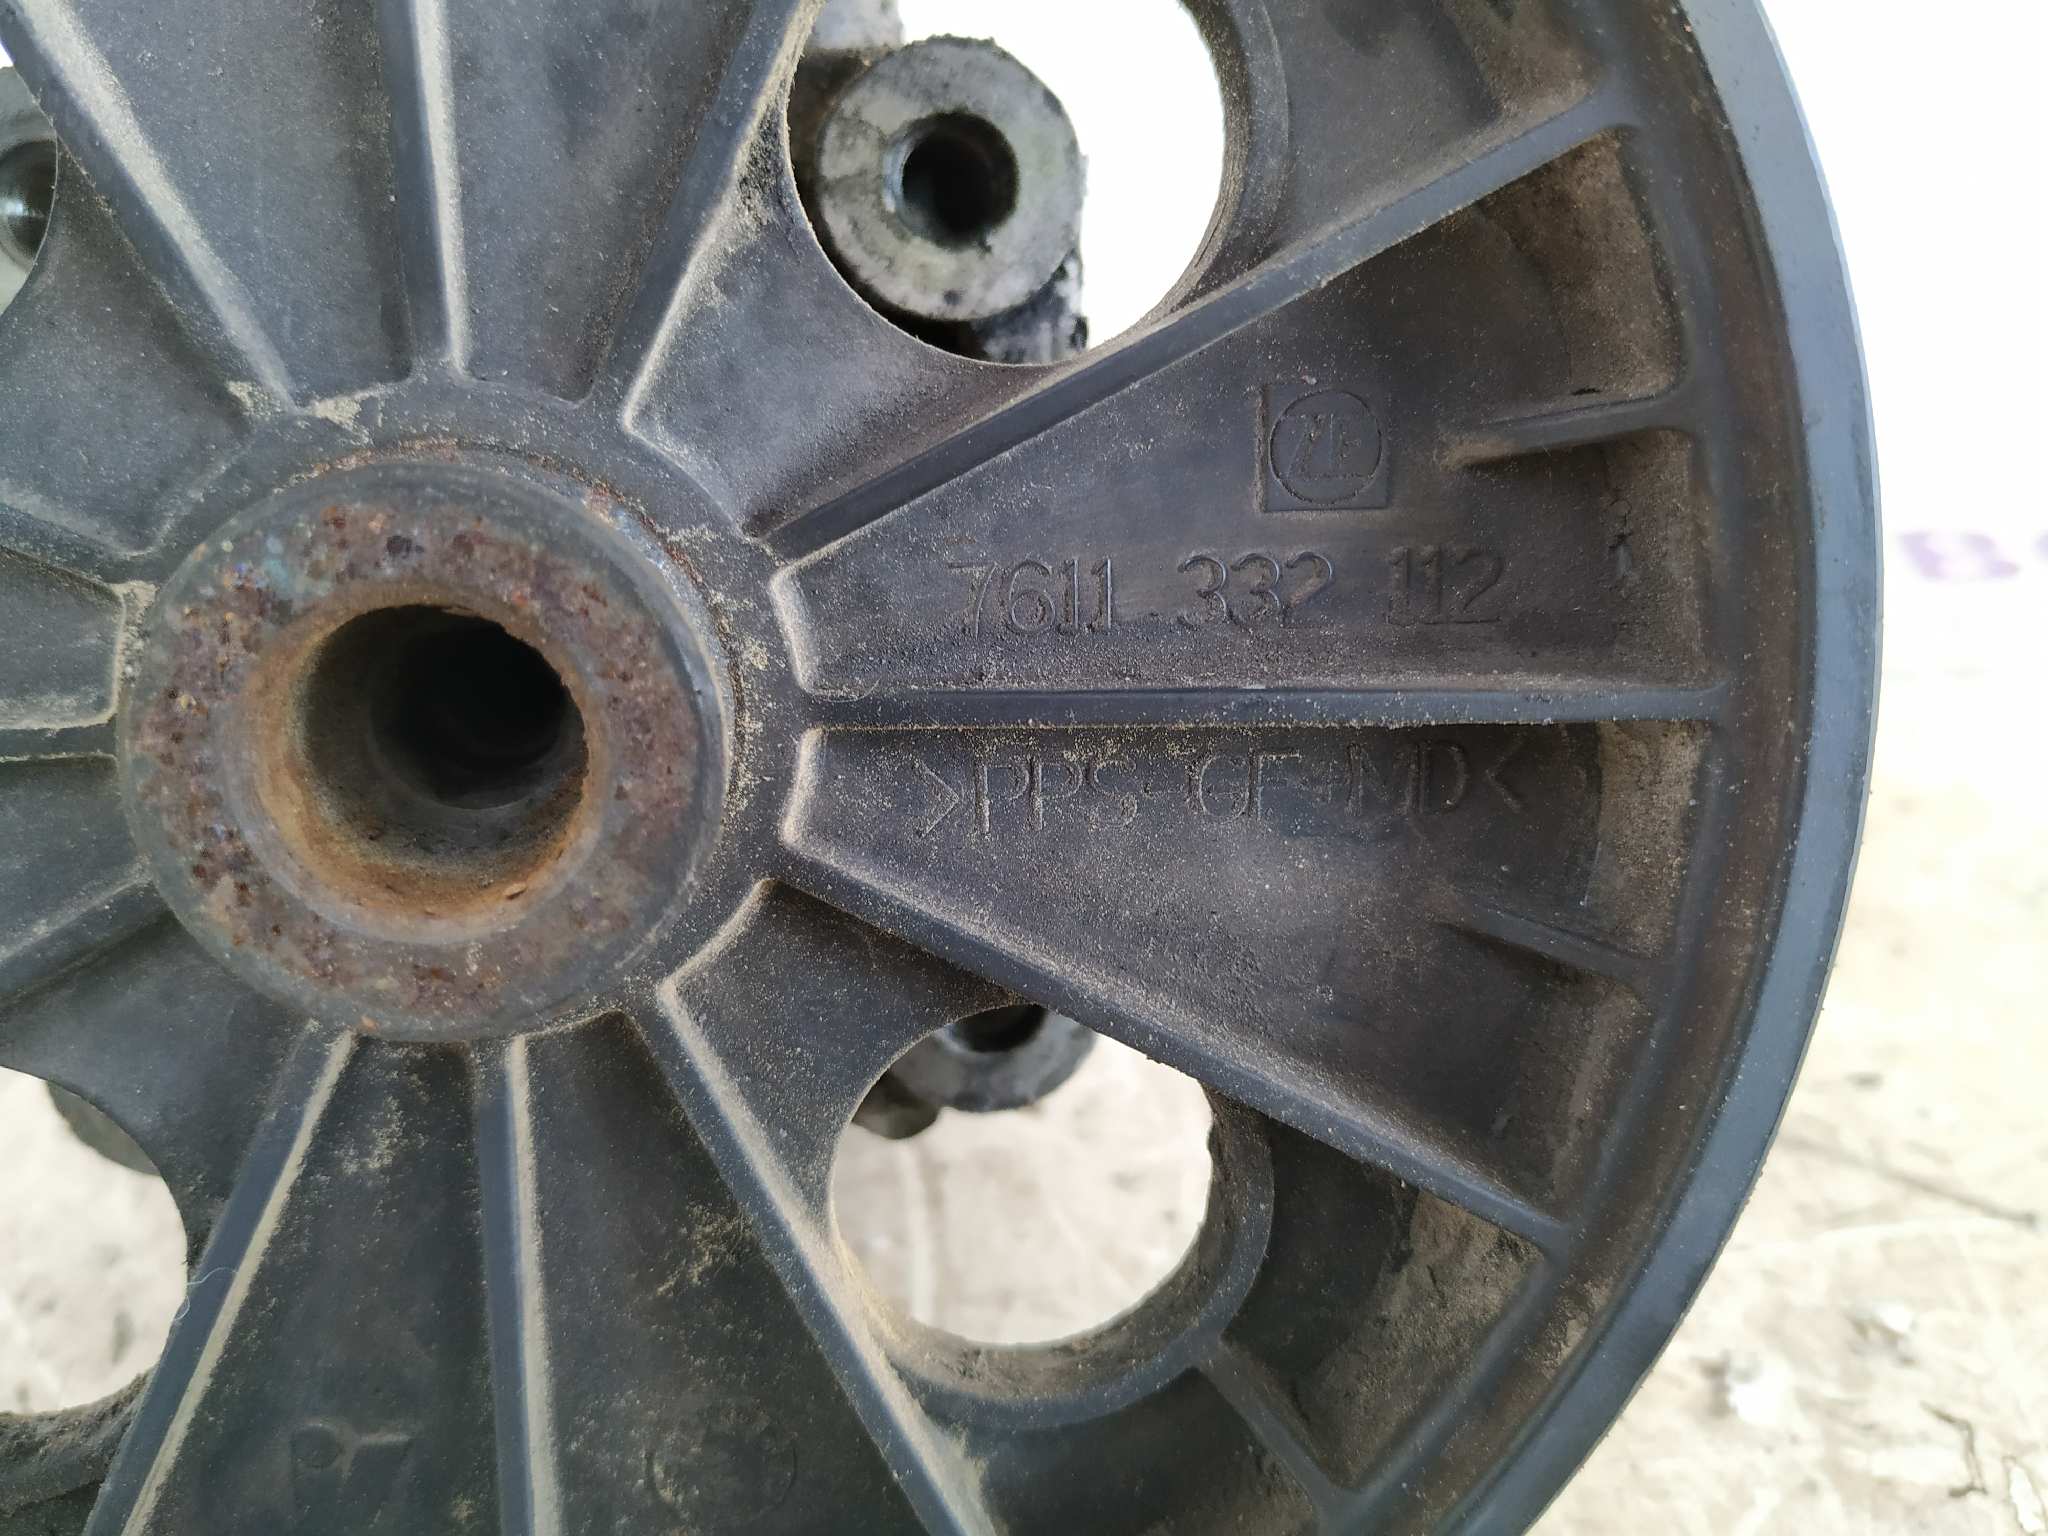 ZF
7611 332 112
>PPS-GF+MD<